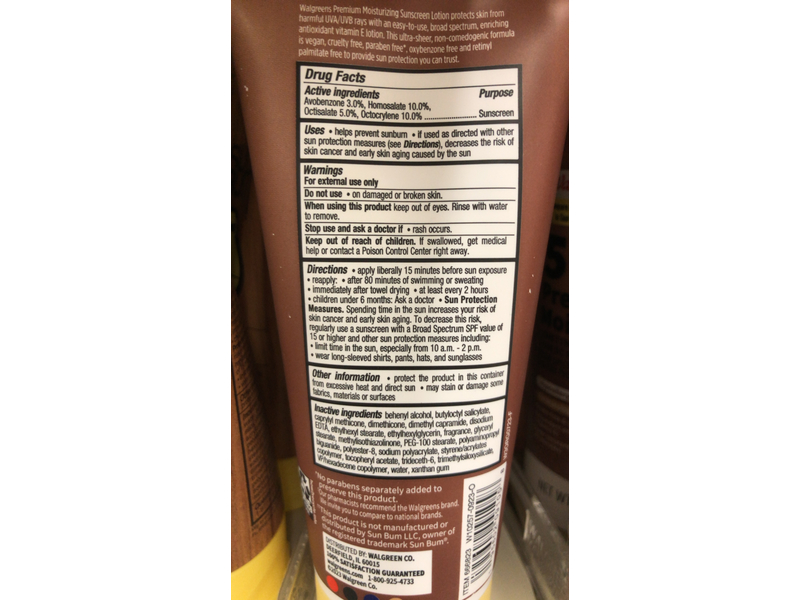 Walgreens Premium Moisturizing Sunscreen Lotion protects skin from
harmful UVA/UVB rays with an easy-to-use, broad spectrum, enriching
antioxidant vitamin E lotion. This ultra-sheer, non-comedogenic formula
is vegan, cruelty free, paraben free*, oxybenzone free and retinyl
palmitate free to provide sun protection you can trust.
Drug Facts
Active ingredients Purpose
Avobenzone 3.0%, Homosalate 10.0%,
Octisalate 5.0%, Octocrylene 10.0% .................... Sunscreen
Uses • helps prevent sunburn • if used as directed with other
sun protection measures (see Directions), decreases the risk of
skin cancer and early skin aging caused by the sun
Warnings
For external use only
Do not use • on damaged or broken skin.
When using this product keep out of eyes. Rinse with water
to remove.
Stop use and ask a doctor if • rash occurs.
Keep out of reach of children. If swallowed, get medical
help or contact a Poison Control Center right away.
Directions • apply liberally 15 minutes before sun exposure
• reapply: • after 80 minutes of swimming or sweating
• immediately after towel drying • at least every 2 hours
• children under 6 months: Ask a doctor • Sun Protection
Measures. Spending time in the sun increases your risk of
skin cancer and early skin aging. To decrease this risk,
regularly use a sunscreen with a Broad Spectrum SPF value of
15 or higher and other sun protection measures including:
• limit time in the sun, especially from 10 a.m. - 2 p.m.
• wear long-sleeved shirts, pants, hats, and sunglasses
Other information • protect the product in this container
from excessive heat and direct sun • may stain or damage some
fabrics, materials or surfaces
Inactive ingredients behenyl alcohol, butyloctyl salicylate,
caprylyl methicone, dimethicone, dimethyl capramide, disodium
EDTA, ethylhexyl stearate, ethylhexylglycerin, fragrance, glyceryl
stearate, methylisothiazolinone, PEG-100 stearate, polyaminopropyl
biguanide, polyester-8, sodium polyacrylate, styrene/acrylates
copolymer, tocopheryl acetate, trideceth-6, trimethylsiloxysilicate,
VP/hexadecene copolymer, water, xanthan gum
*No parabens separately added to
preserve this product.
Our pharmacists recommend the Walgreens brand.
We invite you to compare to national brands.
†This product is not manufactured or
distributed by Sun Bum LLC, owner of
the registered trademark Sun Bum®.
DISTRIBUTED BY: WALGREEN CO.
DEERFIELD, IL 60015
100% SATISFACTION GUARANTEED
walgreens.com 1-800-925-4733
©2023 Walgreen Co.
ITEM 666823 W10257-0923-O